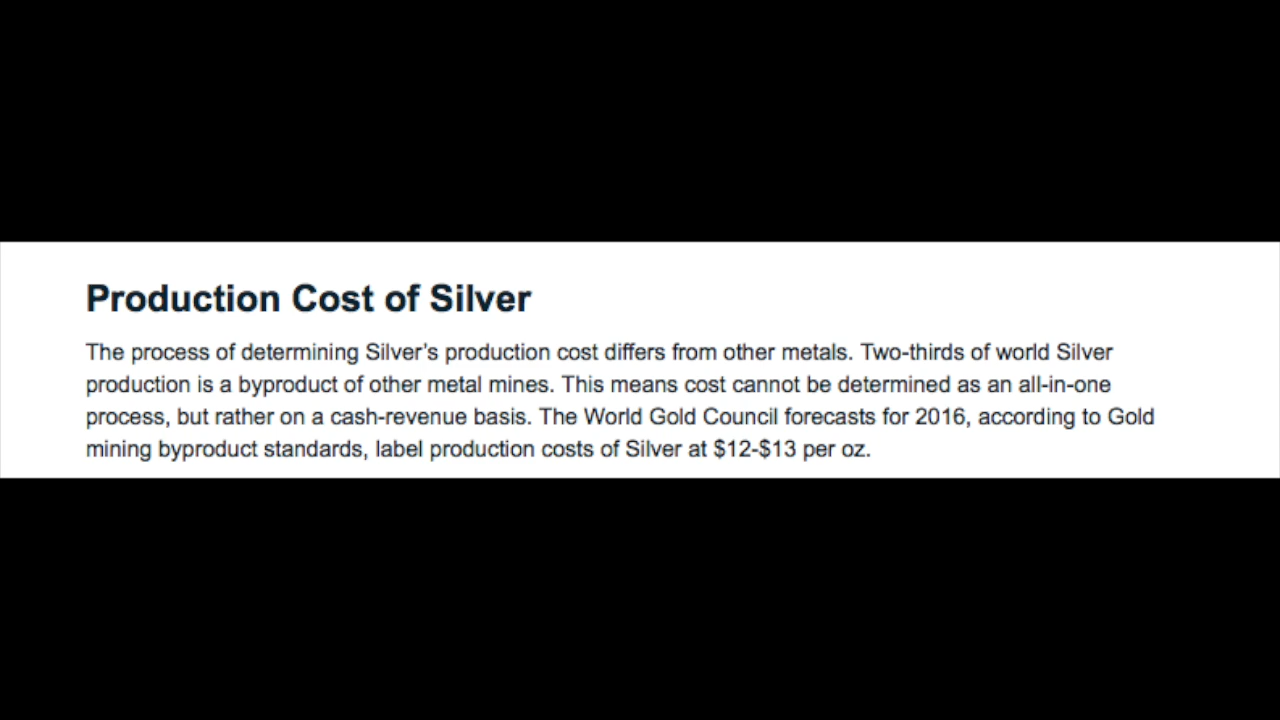 Production Cost of Silver
The process of determining Silver’s production cost differs from other metals. Two-thirds of world Silver
production is a byproduct of other metal mines. This means cost cannot be determined as an all-in-one
process, but rather on a cash-revenue basis. The World Gold Council forecasts for 2016, according to Gold
mining byproduct standards, label production costs of Silver at $12-$13 per oz.